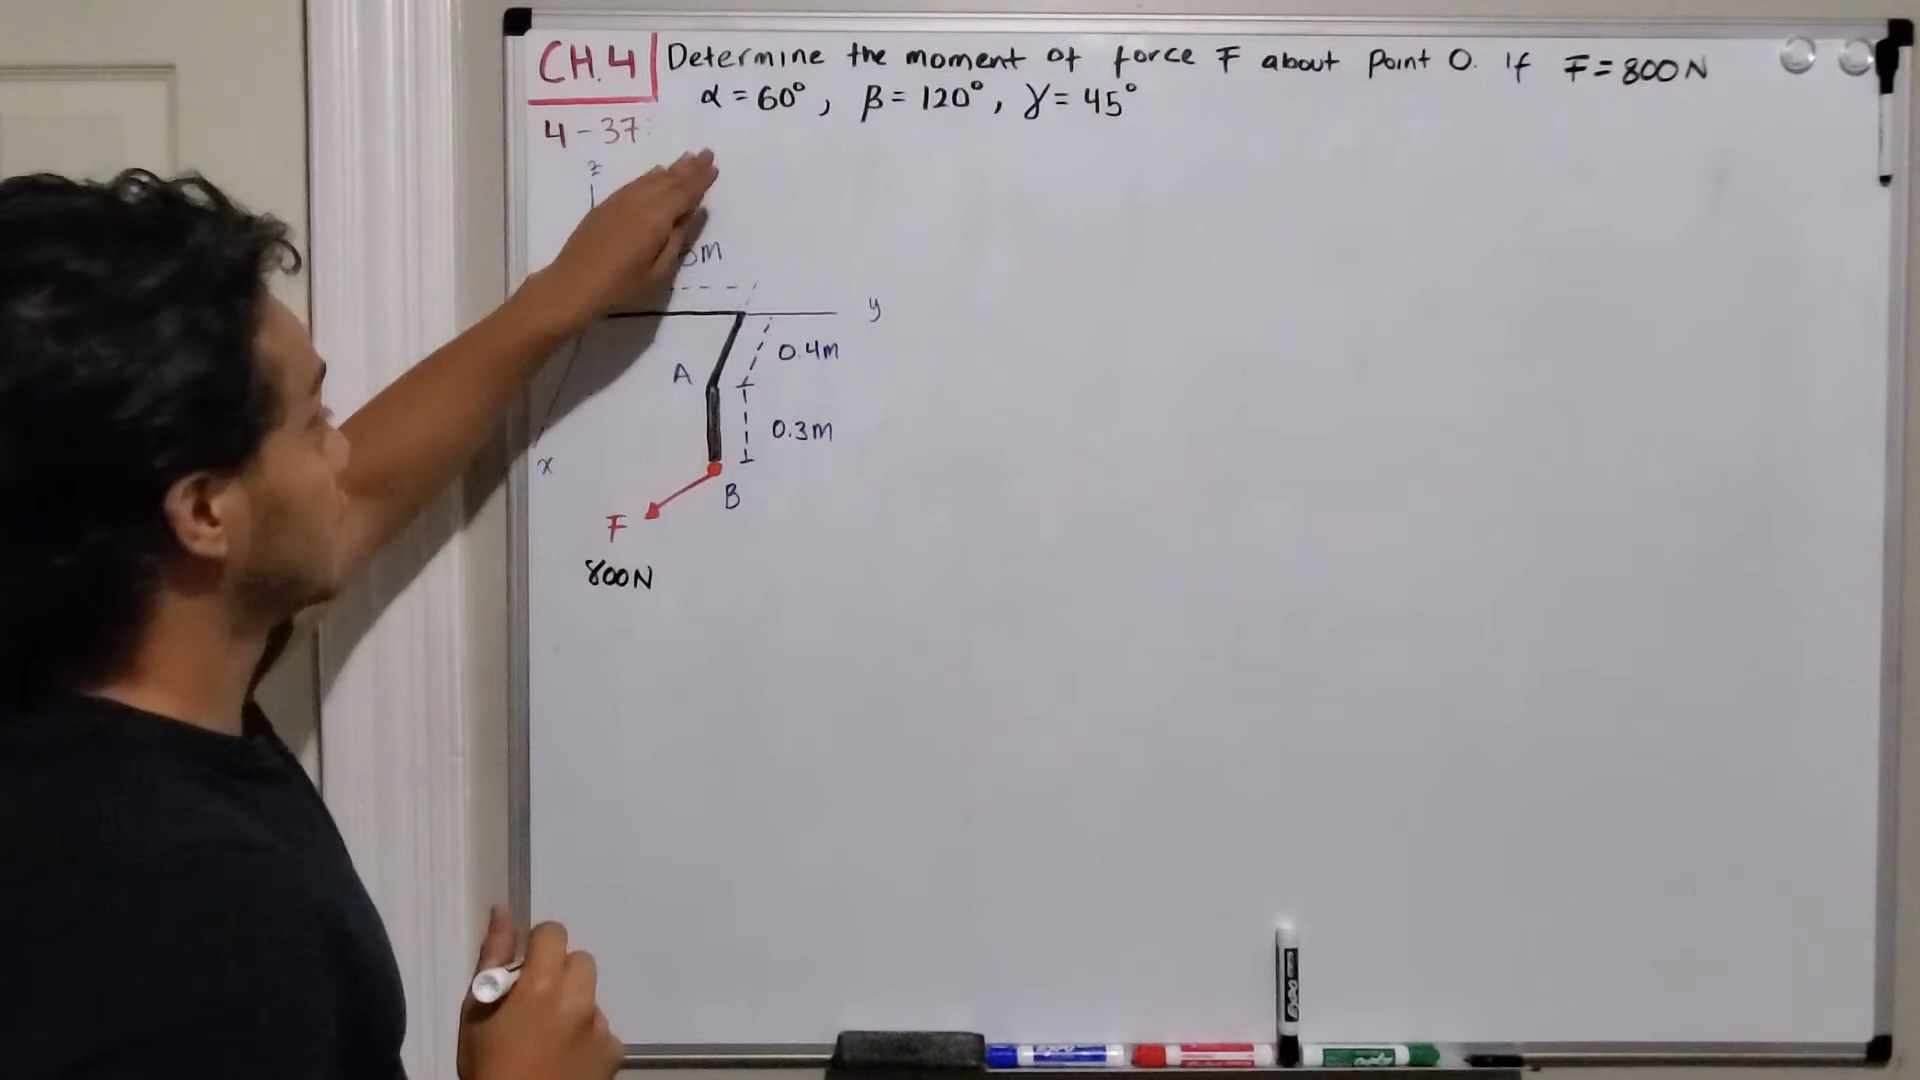 CH.4
Determine the moment of force F about Point O. If F = 800 N
α = 60°, β = 120°, γ = 45°
4-37:
z
m
y
0.4m
A
0.3m
x
B
F
800N
EXPO